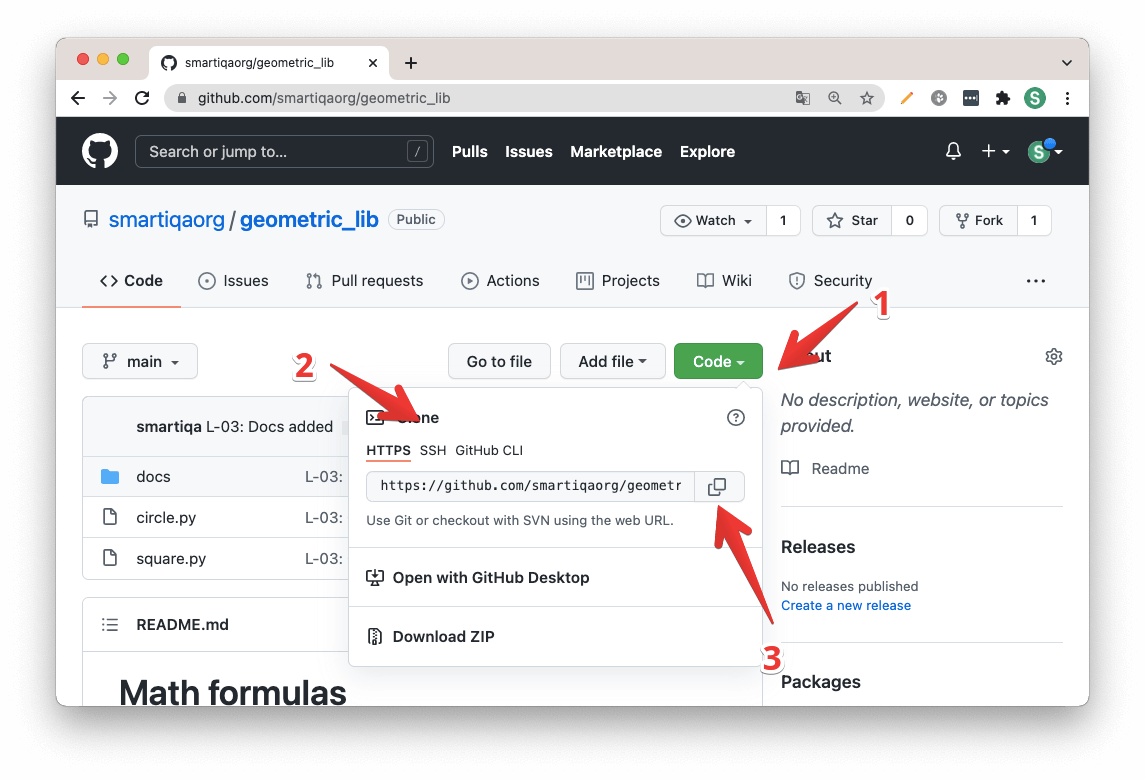 smartiqaorg/geometric_lib
github.com/smartiqaorg/geometric_lib
S
Search or jump to...
/
Pulls Issues Marketplace Explore
S
smartiqaorg / geometric_lib Public
Watch 1 Star 0 Fork 1
Code Issues Pull requests Actions Projects Wiki Security
1
main Go to file Add file Code
2
No description, website, or topics
provided.
Readme
smartiqa L-03: Docs added
docs L-03:
circle.py L-03:
square.py L-03:
HTTPS SSH GitHub CLI
https://github.com/smartiqaorg/geometr
Use Git or checkout with SVN using the web URL.
Open with GitHub Desktop
Download ZIP
3
Releases
No releases published
Create a new release
README.md
Packages
Math formulas